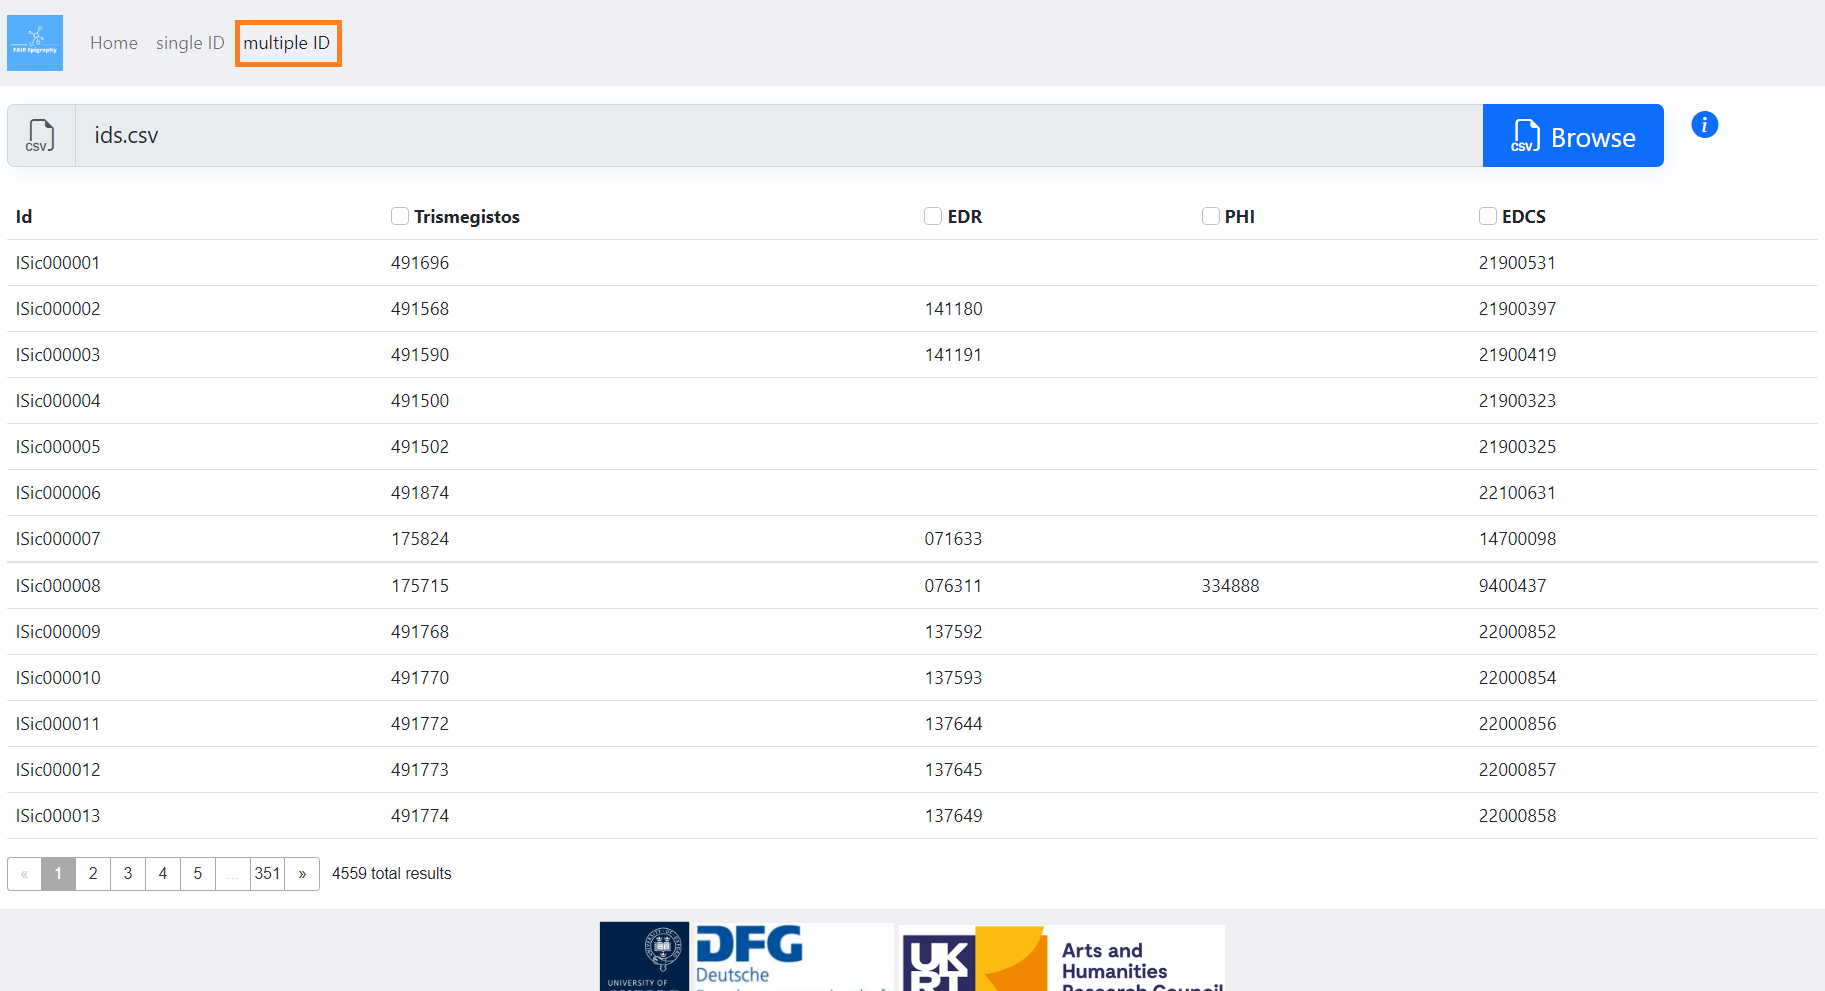 FAIR Epigraphy
Home single ID multiple ID
CSV ids.csv CSV Browse i
Id Trismegistos EDR PHI EDCS
ISic000001 491696 21900531
ISic000002 491568 141180 21900397
ISic000003 491590 141191 21900419
ISic000004 491500 21900323
ISic000005 491502 21900325
ISic000006 491874 22100631
ISic000007 175824 071633 14700098
ISic000008 175715 076311 334888 9400437
ISic000009 491768 137592 22000852
ISic000010 491770 137593 22000854
ISic000011 491772 137644 22000856
ISic000012 491773 137645 22000857
ISic000013 491774 137649 22000858
« 1 2 3 4 5 ... 351 » 4559 total results
UNIVERSITY OF
DFG
Deutsche
UK
RI
Arts and
Humanities
Research Council